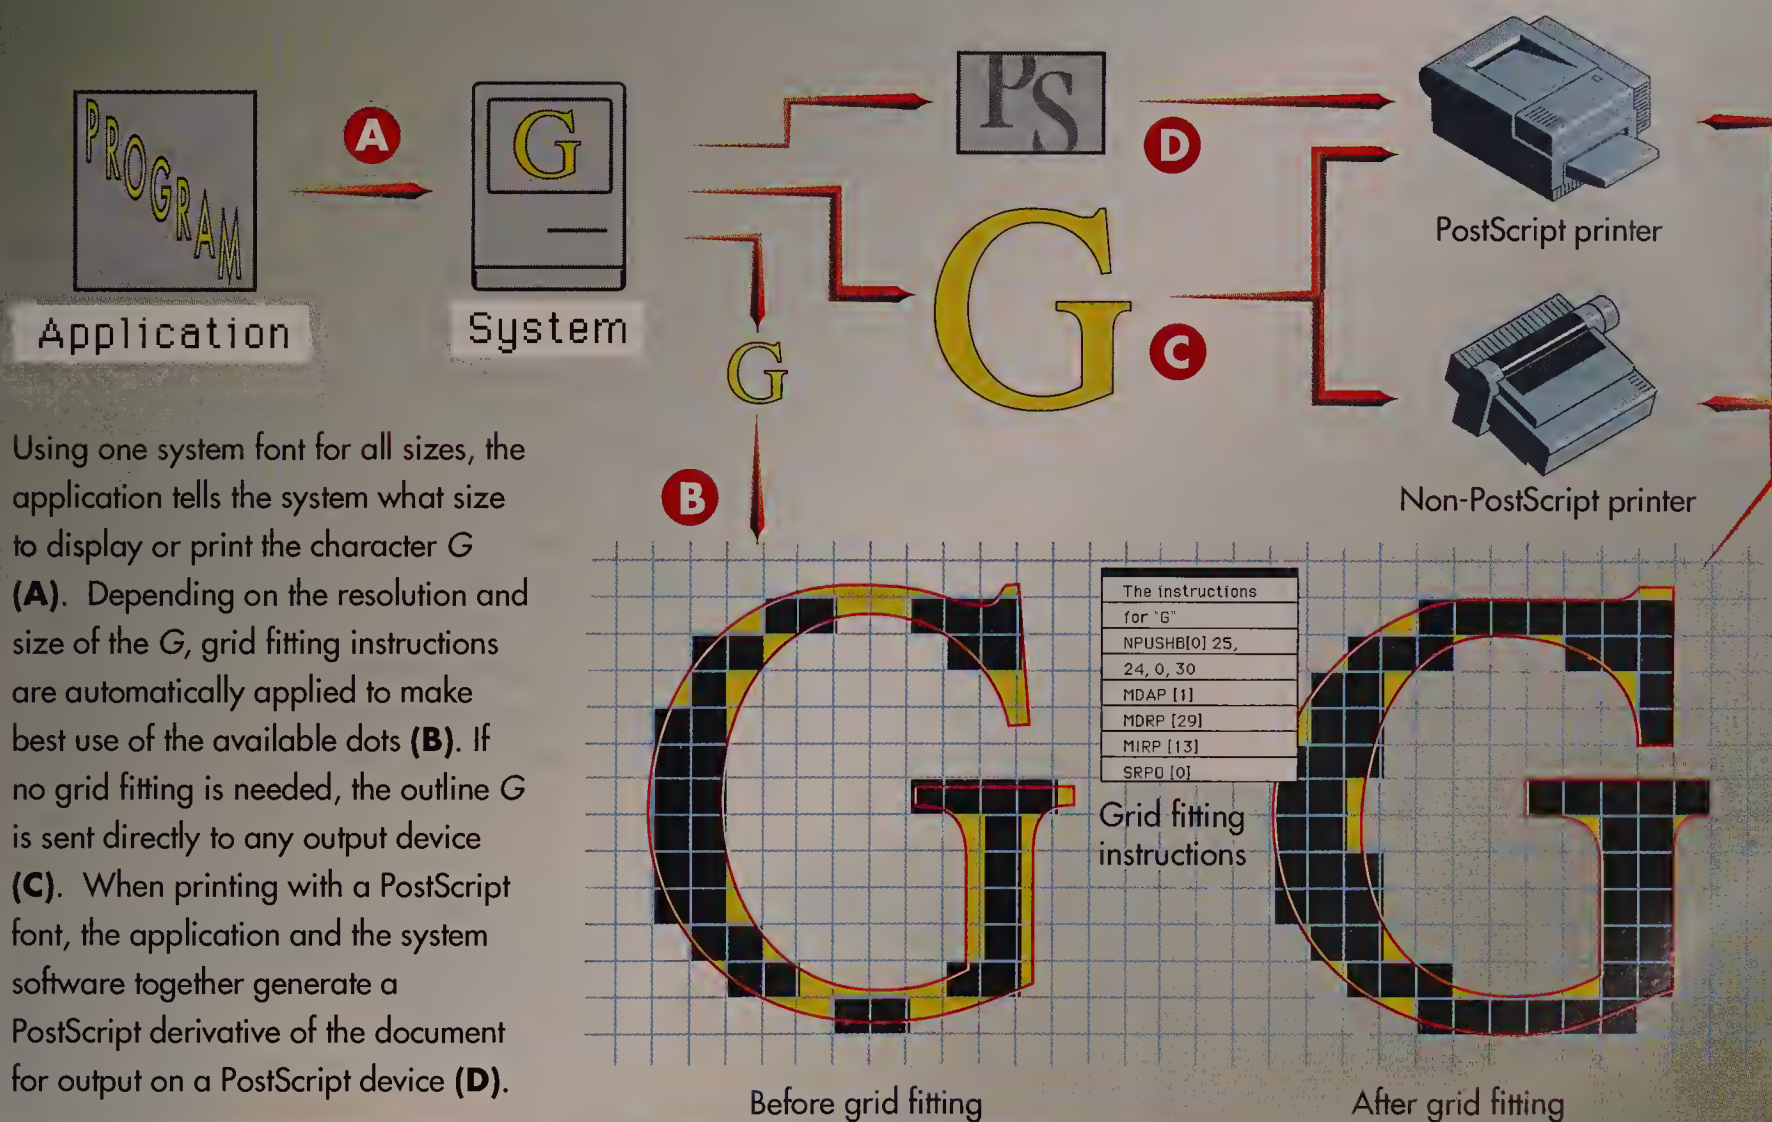 PROGRAM
Application
A
G
System
PS
D
G
C
G
B
PostScript printer
Non-PostScript printer
Using one system font for all sizes, the
application tells the system what size
to display or print the character G
(A). Depending on the resolution and
size of the G, grid fitting instructions
are automatically applied to make
best use of the available dots (B). If
no grid fitting is needed, the outline G
is sent directly to any output device
(C). When printing with a PostScript
font, the application and the system
software together generate a
PostScript derivative of the document
for output on a PostScript device (D).
G
Before grid fitting
The instructions
for "G"
NPUSHB[0] 25,
24, 0, 30
MDAP [1]
MDRP [29]
MIRP [13]
SRP0 [0]
Grid fitting
instructions
G
After grid fitting